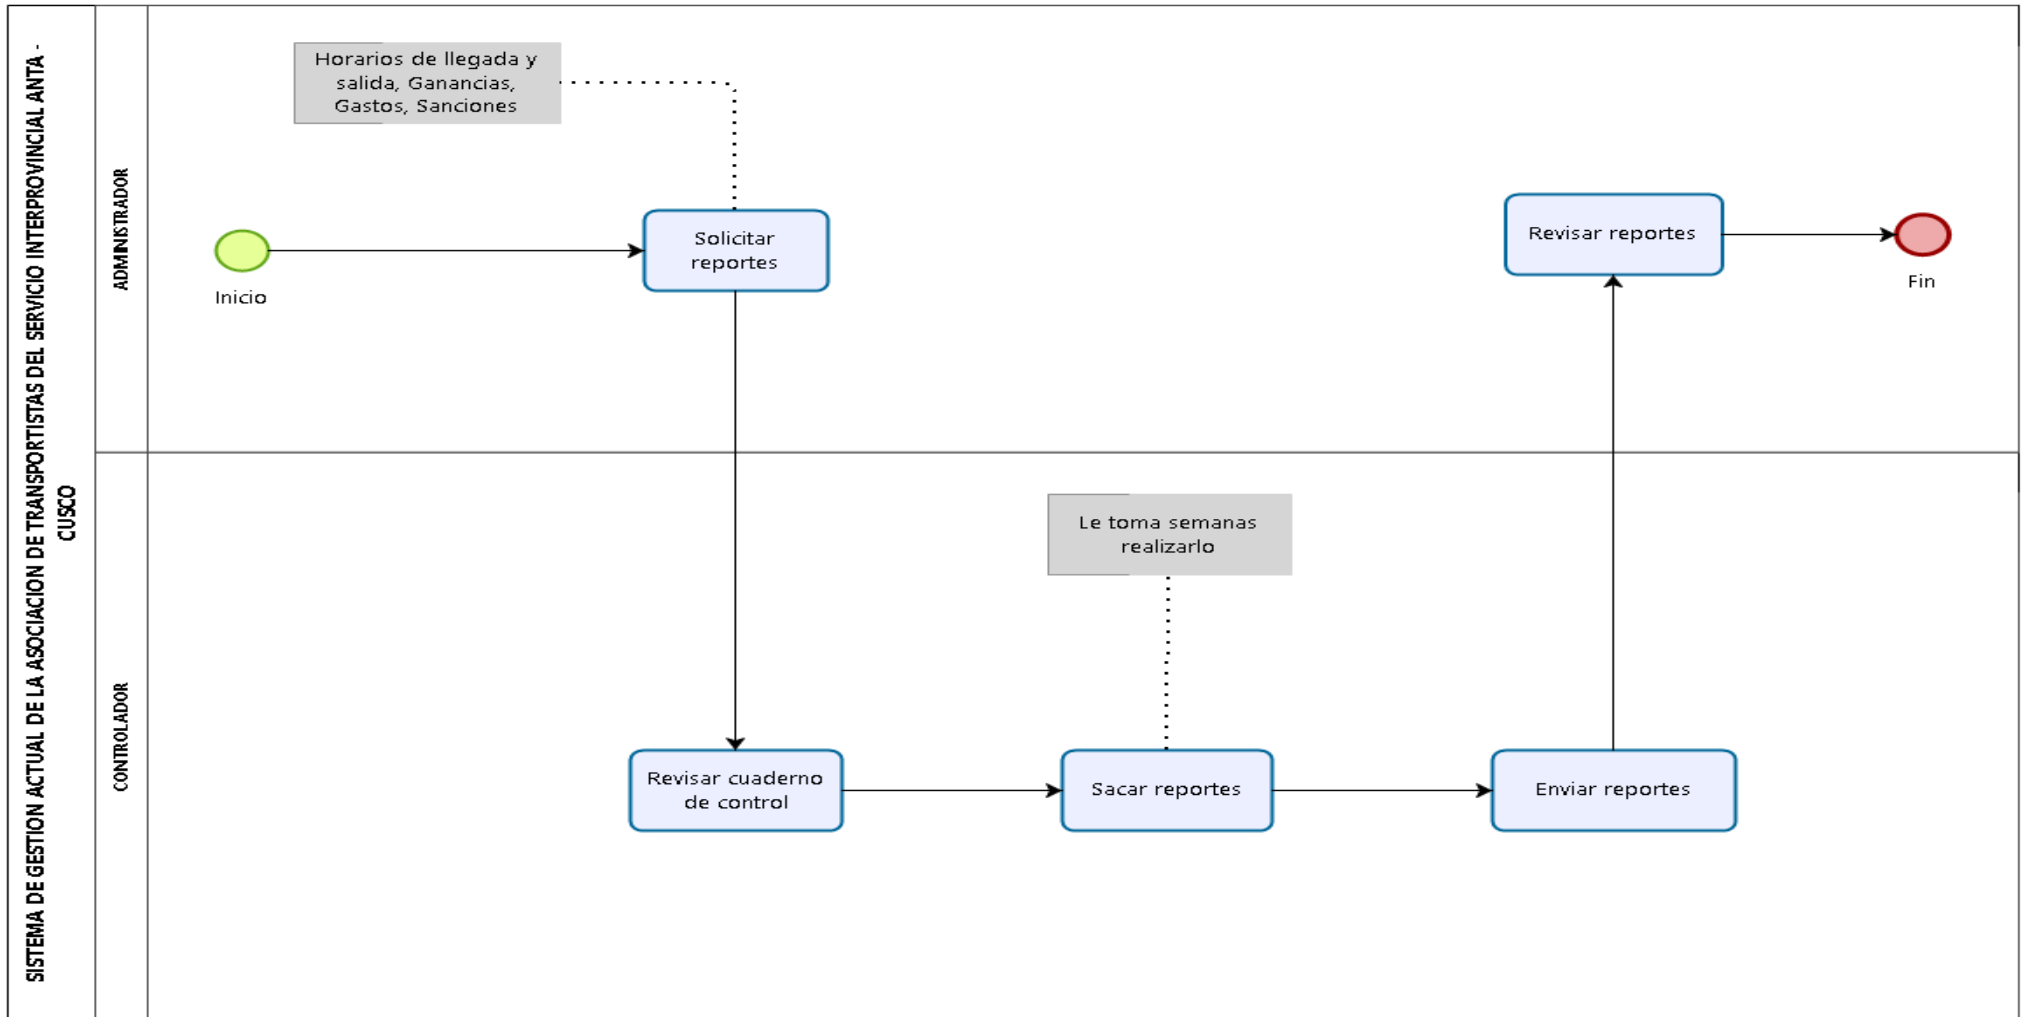 SISTEMA DE GESTION ACTUAL DE LA ASOCIACION DE TRANSPORTISTAS DEL SERVICIO INTERPROVINCIAL ANTA -
CUSCO
ADMINISTRADOR
Horarios de llegada y
salida, Ganancias,
Gastos, Sanciones
Inicio
Solicitar
reportes
Revisar reportes
Fin
CONTROLADOR
Le toma semanas
realizarlo
Revisar cuaderno
de control
Sacar reportes
Enviar reportes